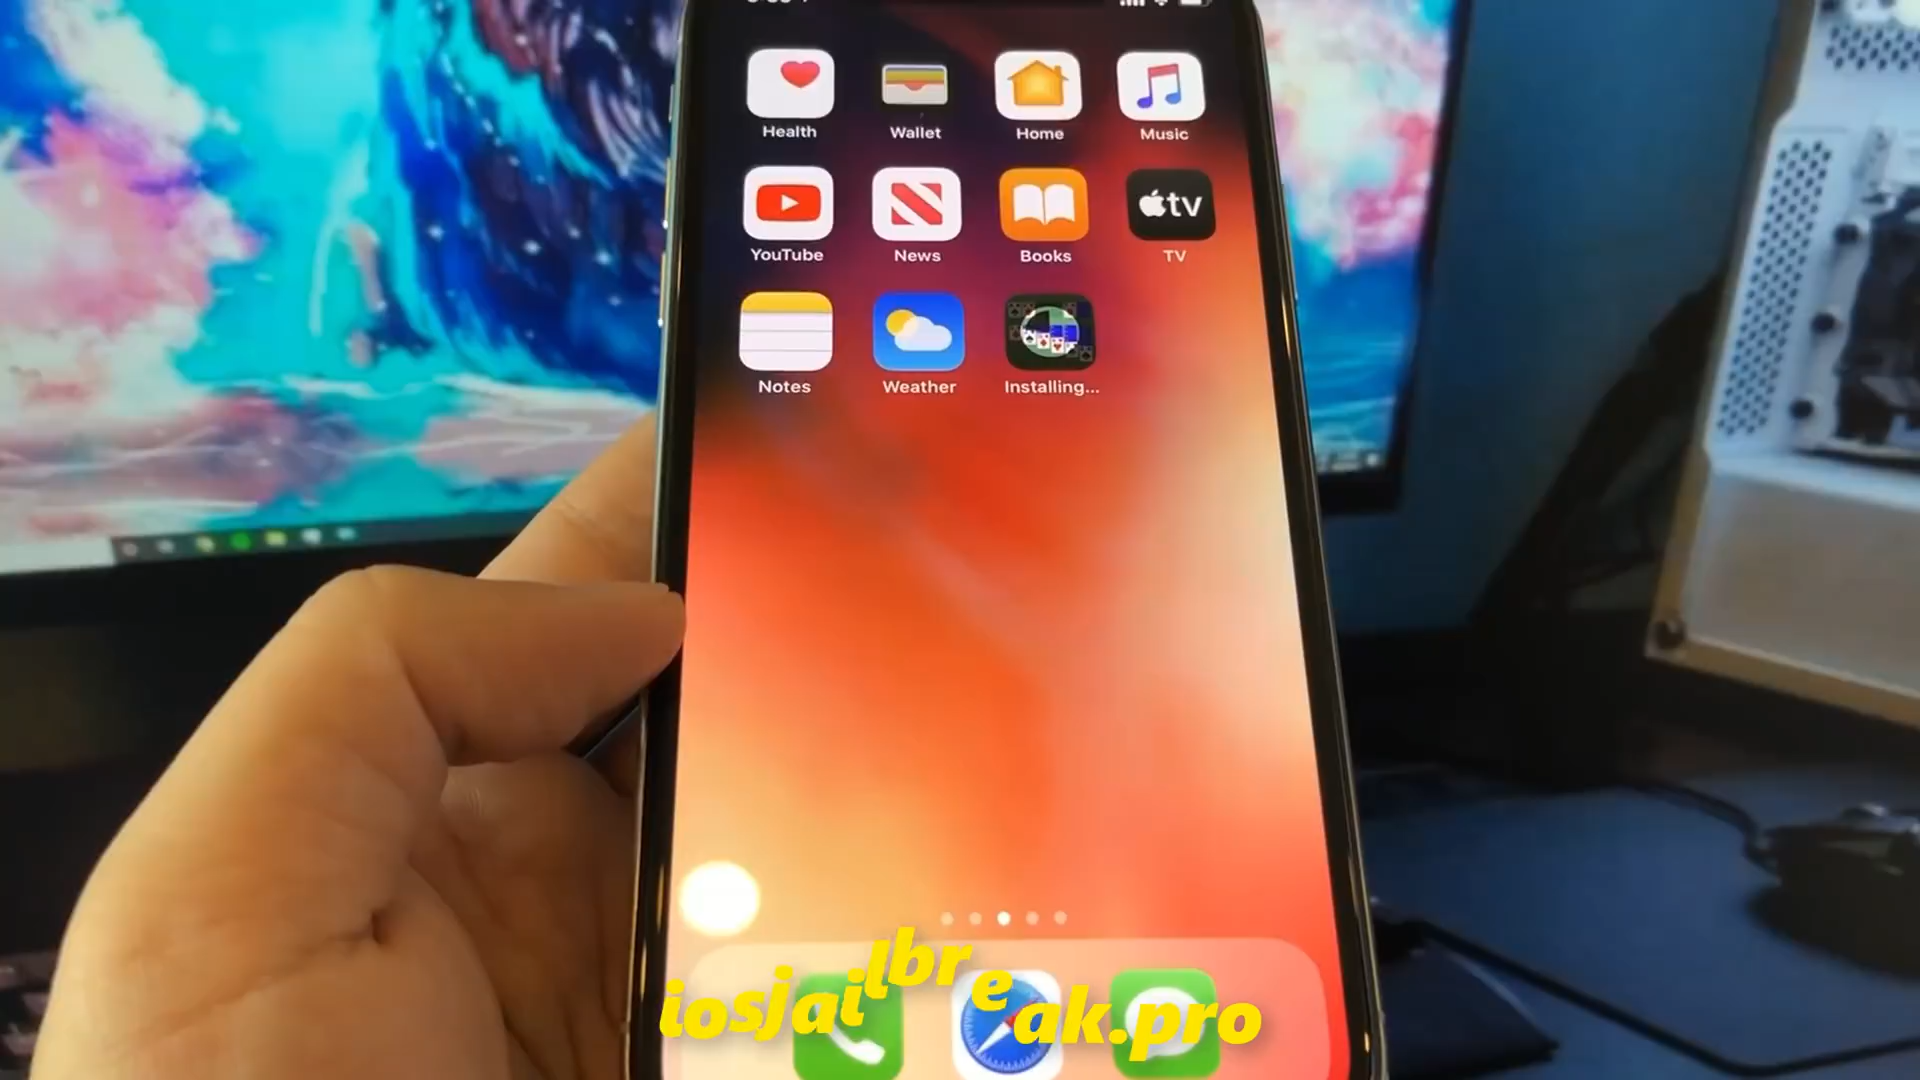 Health Wallet Home Music
YouTube News Books tv TV
Notes Weather Installing...
iosjailbreak.pro